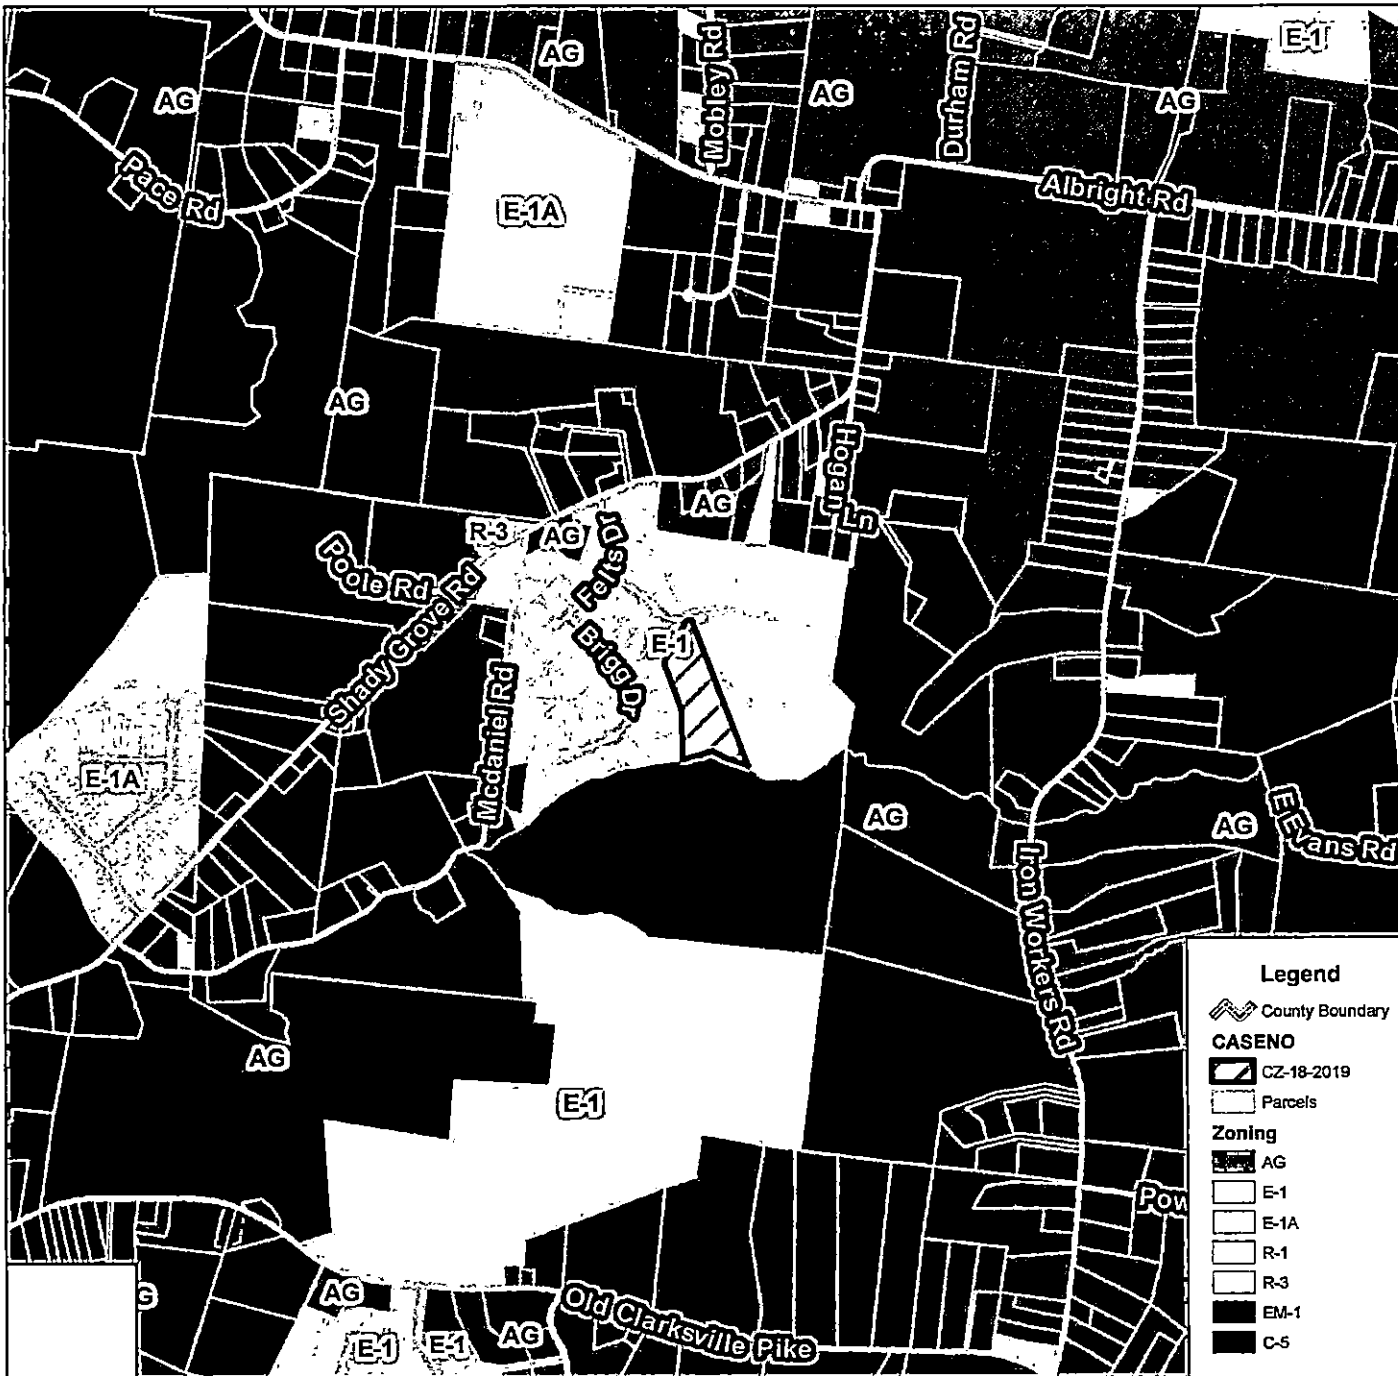 E-1
AG
Mobley Rd
Durham Rd
AG
AG
AG
Pace Rd
Albright Rd
E-1A
AG
Hogan Ln
AG
R-3
AG
Felts Dr
Poole Rd
Shady Grove Rd
E-1
Brigg Dr
Mcdaniel Rd
E-1A
AG
AG
E Evans Rd
Iron Workers Rd
AG
E-1
Pow
G
AG
Old Clarksville Pike
E-1
E-1
AG
Legend
County Boundary
CASENO
CZ-18-2019
Parcels
Zoning
AG
E-1
E-1A
R-1
R-3
EM-1
C-5